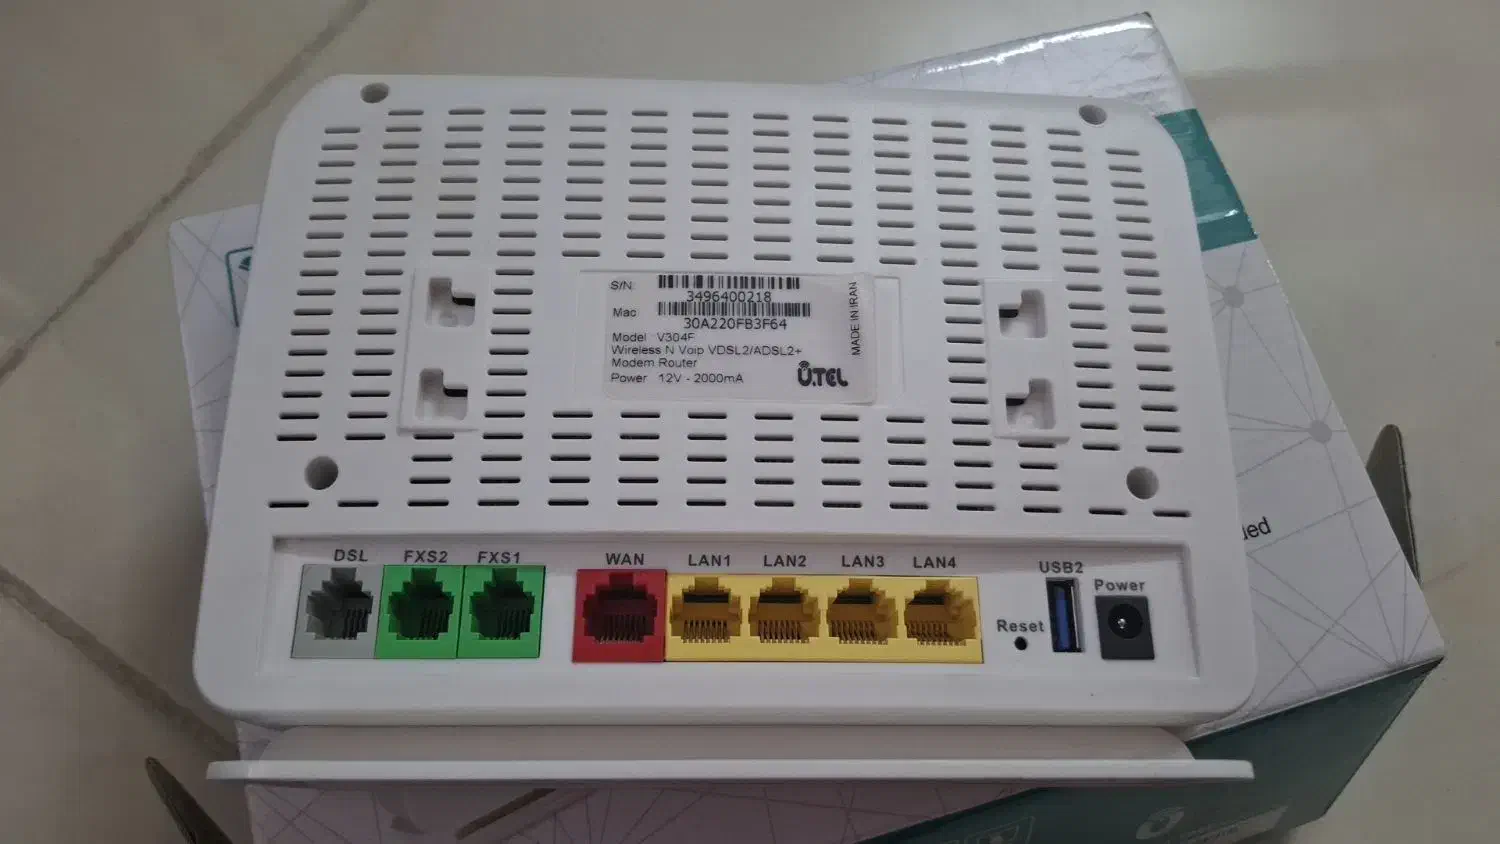 S/N:
3496400218
Mac
30A220FB3F64
Model V304F
Wireless N Voip VDSL2/ADSL2+
Modem Router
Power 12V - 2000mA
U.TEL
MADE IN IRAN
DSL FXS2 FXS1 WAN LAN1 LAN2 LAN3 LAN4 Reset USB2 Power